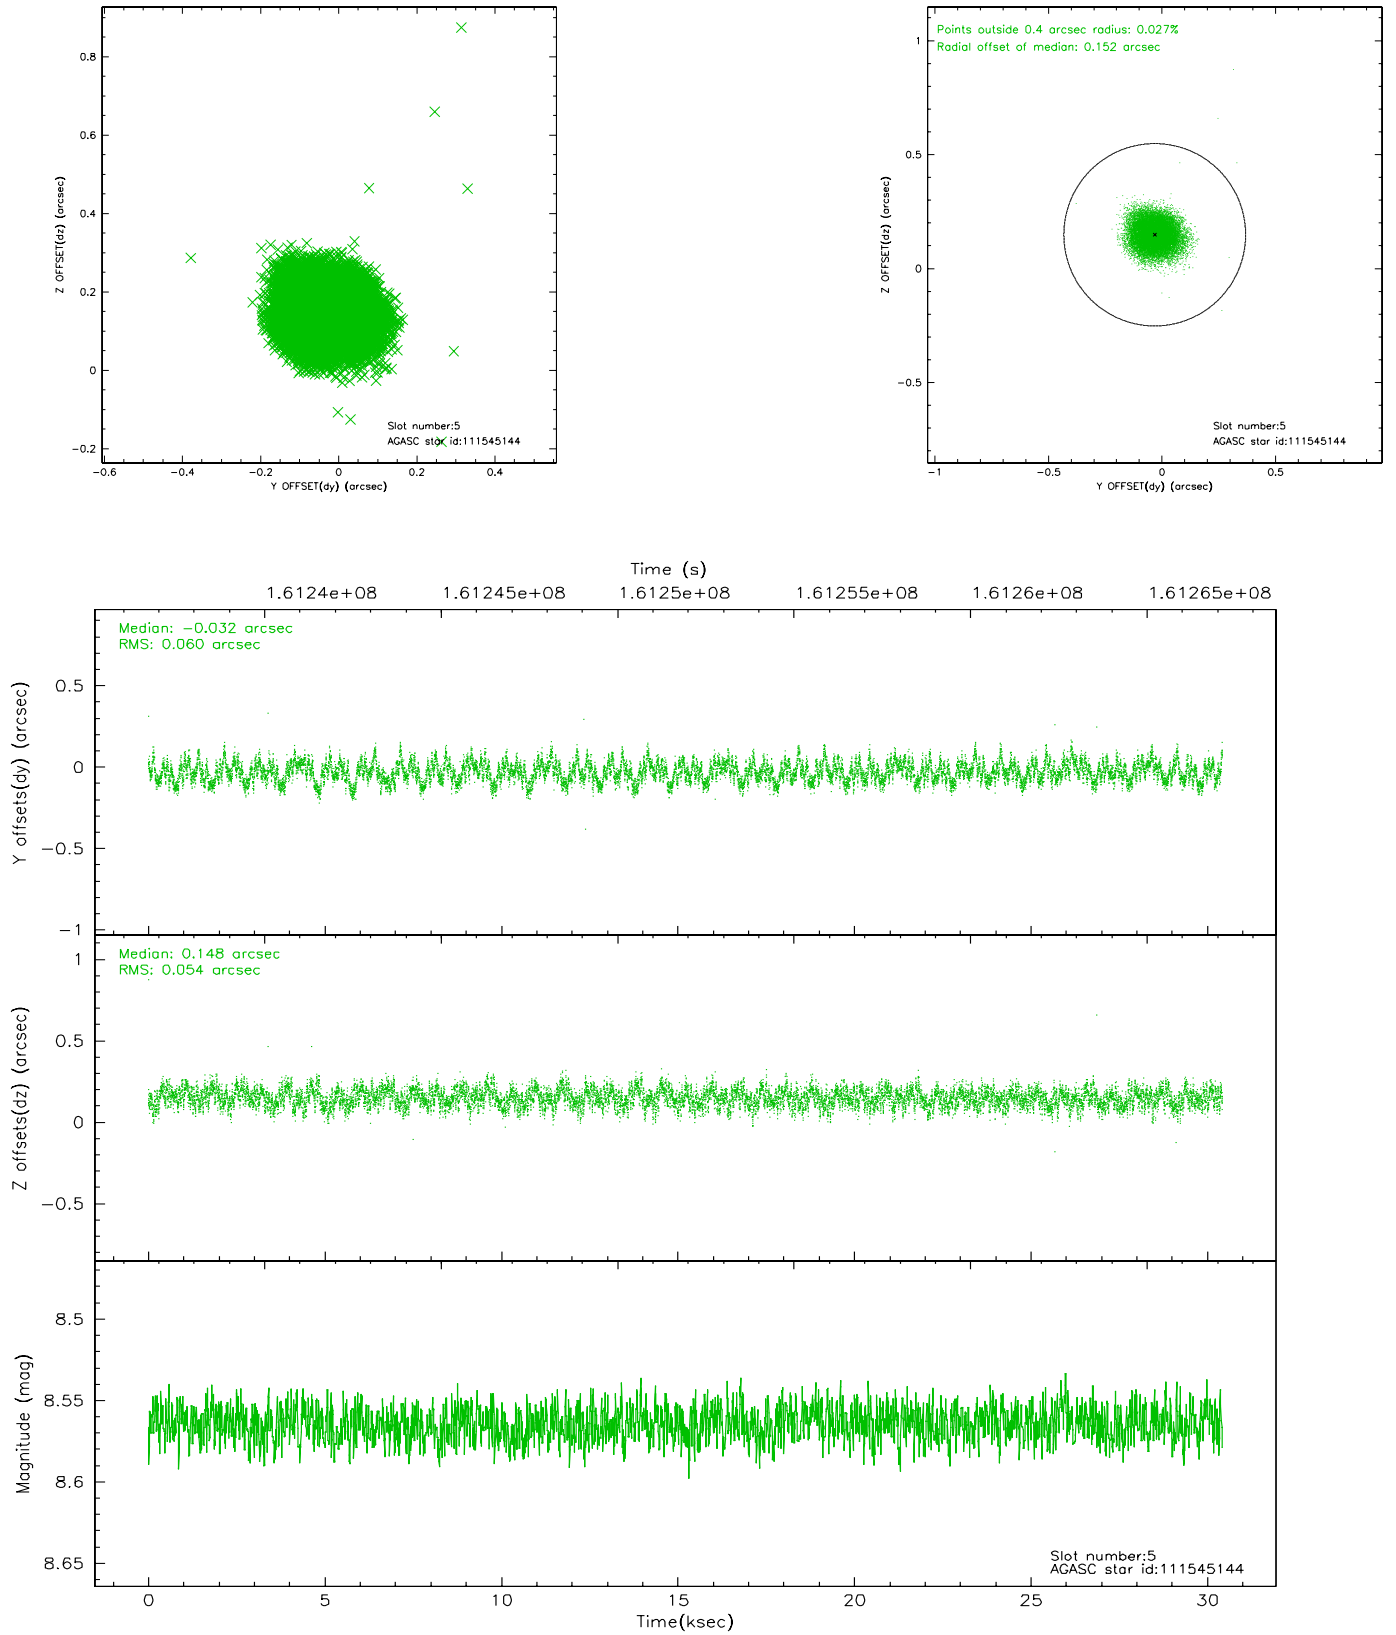 0.8
0.6
0.4
0.2
0
−0.2
−0.6
−0.4
−0.2
0
0.2
0.4
Z OFFSET(dz) (arcsec)
Y OFFSET(dy) (arcsec)
Slot number:5
AGASC star id:111545144
Points outside 0.4 arcsec radius: 0.027%
Radial offset of median: 0.152 arcsec
1
0.5
0
−0.5
−1
−0.5
0
0.5
Z OFFSET(dz) (arcsec)
Y OFFSET(dy) (arcsec)
Slot number:5
AGASC star id:111545144
Time (s)
1.6124e+08
1.61245e+08
1.6125e+08
1.61255e+08
1.6126e+08
1.61265e+08
Median: −0.032 arcsec
RMS: 0.060 arcsec
0.5
0
−0.5
−1
Y offsets(dy) (arcsec)
Median: 0.148 arcsec
RMS: 0.054 arcsec
1
0.5
0
−0.5
Z offsets(dz) (arcsec)
8.5
8.55
8.6
8.65
Magnitude (mag)
Slot number:5
AGASC star id:111545144
0
5
10
15
20
25
30
Time(ksec)